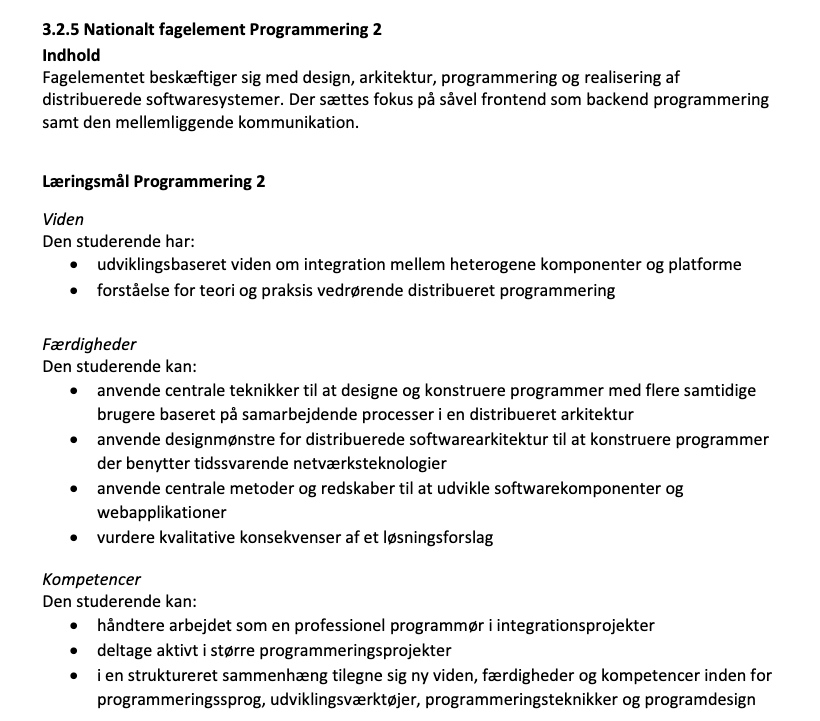 3.2.5 Nationalt fagelement Programmering 2
Indhold
Fagelementet beskæftiger sig med design, arkitektur, programmering og realisering af
distribuerede softwaresystemer. Der sættes fokus på såvel frontend som backend programmering
samt den mellemliggende kommunikation.
Læringsmål Programmering 2
Viden
Den studerende har:
• udviklingsbaseret viden om integration mellem heterogene komponenter og platforme
• forståelse for teori og praksis vedrørende distribueret programmering
Færdigheder
Den studerende kan:
• anvende centrale teknikker til at designe og konstruere programmer med flere samtidige
brugere baseret på samarbejdende processer i en distribueret arkitektur
• anvende designmønstre for distribuerede softwarearkitektur til at konstruere programmer
der benytter tidssvarende netværksteknologier
• anvende centrale metoder og redskaber til at udvikle softwarekomponenter og
webapplikationer
• vurdere kvalitative konsekvenser af et løsningsforslag
Kompetencer
Den studerende kan:
• håndtere arbejdet som en professionel programmør i integrationsprojekter
• deltage aktivt i større programmeringsprojekter
• i en struktureret sammenhæng tilegne sig ny viden, færdigheder og kompetencer inden for
programmeringssprog, udviklingsværktøjer, programmeringsteknikker og programdesign